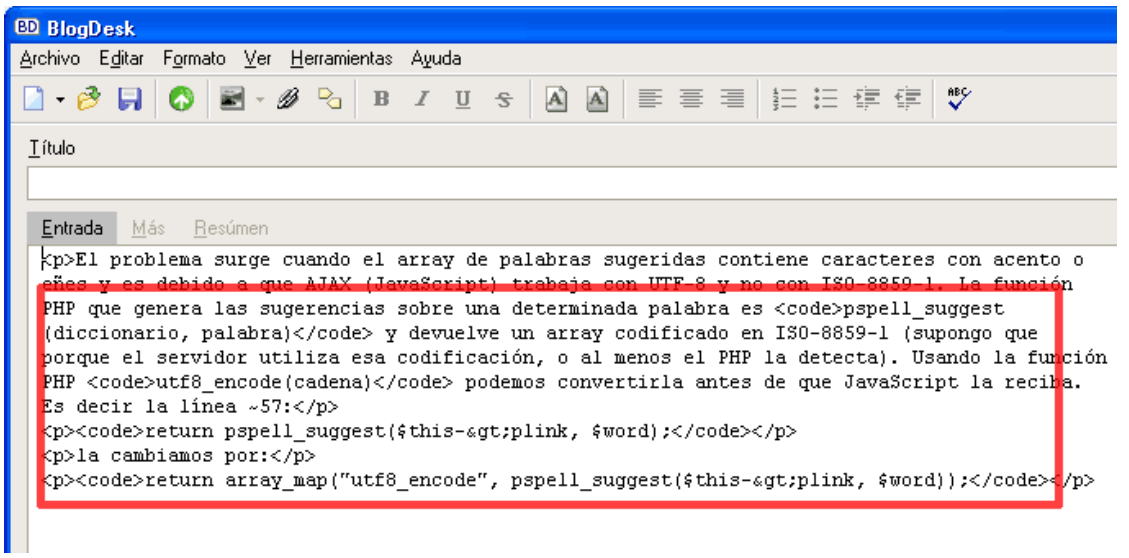 BD BlogDesk
Archivo Editar Formato Ver Herramientas Ayuda
B I U S A A ABC
Título
Entrada Más Resúmen
<p>El problema surge cuando el array de palabras sugeridas contiene caracteres con acento o
eñes y es debido a que AJAX (JavaScript) trabaja con UTF-8 y no con ISO-8859-1. La función
PHP que genera las sugerencias sobre una determinada palabra es <code>pspell_suggest
(diccionario, palabra)</code> y devuelve un array codificado en ISO-8859-1 (supongo que
porque el servidor utiliza esa codificación, o al menos el PHP la detecta). Usando la función
PHP <code>utf8_encode(cadena)</code> podemos convertirla antes de que JavaScript la reciba.
Es decir la línea ~57:</p>
<p><code>return pspell_suggest($this-&gt;plink, $word);</code></p>
<p>la cambiamos por:</p>
<p><code>return array_map("utf8_encode", pspell_suggest($this-&gt;plink, $word));</code></p>